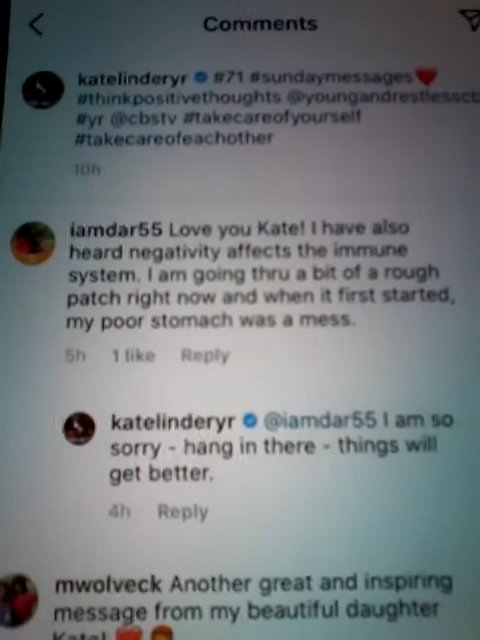 Comments
katelinderyr #71 #sundaymessages❤️
#thinkpositivethoughts @youngandrestlesscb
#yr @cbstv #takecareofyourself
#takecareofeachother
10h
iamdar55 Love you Kate! I have also
heard negativity affects the immune
system. I am going thru a bit of a rough
patch right now and when it first started,
my poor stomach was a mess.
5h 1 like Reply
katelinderyr @iamdar55 I am so
sorry - hang in there - things will
get better.
4h Reply
mwolveck Another great and inspiring
message from my beautiful daughter
Kate! ❤️